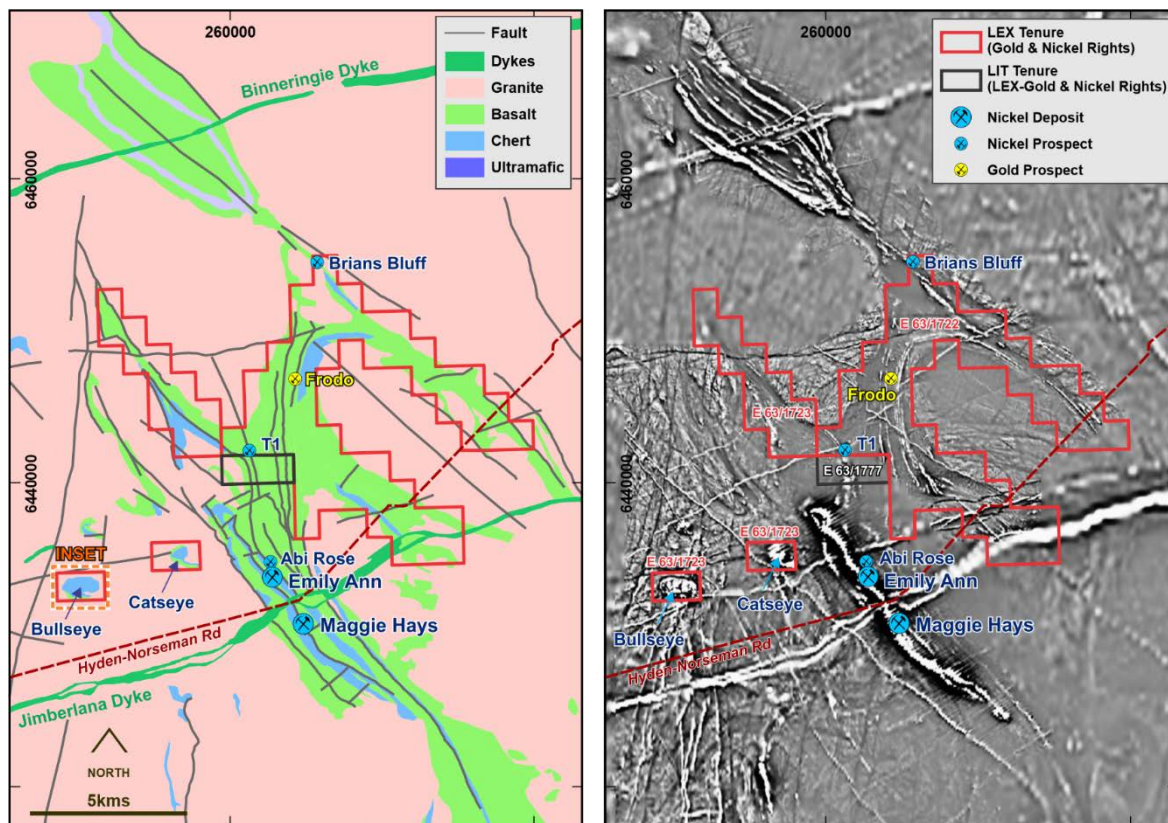 260000
6460000
6440000
Fault
Dykes
Granite
Basalt
Chert
Ultramafic
Binneringie Dyke
Brians Bluff
Frodo
T1
INSET
Bullseye
Catseye
Abi Rose
Emily Ann
Maggie Hays
Hyden-Norseman Rd
Jimberlana Dyke
NORTH
5kms
260000
6460000
6440000
LEX Tenure
(Gold & Nickel Rights)
LIT Tenure
(LEX-Gold & Nickel Rights)
Nickel Deposit
Nickel Prospect
Gold Prospect
Brians Bluff
E 63/1722
Frodo
E 63/1723
T1
E 63/1777
E 63/1723
E 63/1723
Catseye
Bullseye
Abi Rose
Emily Ann
Maggie Hays
Hyden-Norseman Rd